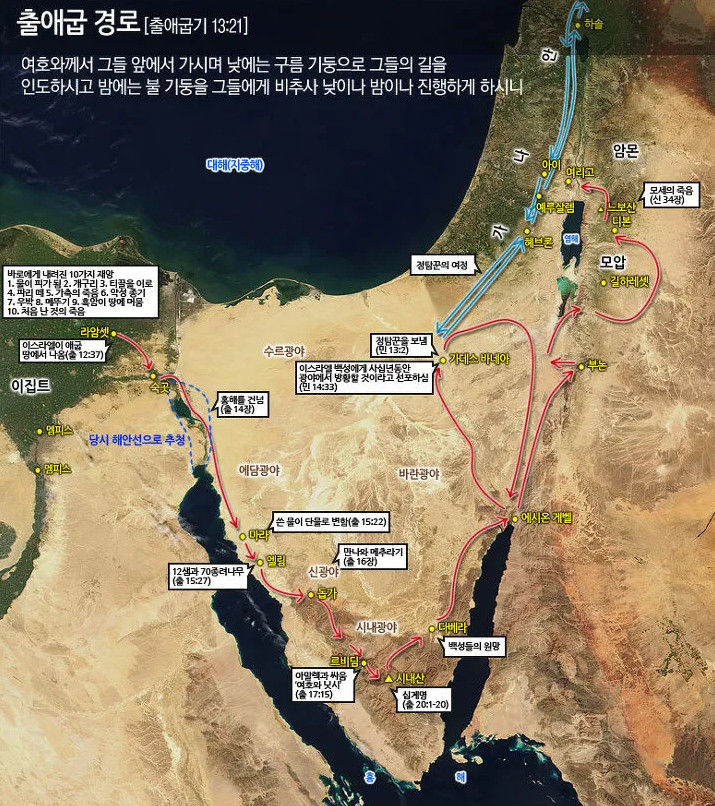 출애굽 경로 [출애굽기 13:21]
여호와께서 그들 앞에서 가시며 낮에는 구름 기둥으로 그들의 길을
인도하시고 밤에는 불 기둥을 그들에게 비추사 낮이나 밤이나 진행하게 하시니
하솔
안
나
가
대해(지중해)
아이
여리고
암몬
예루살렘
느보산
모세의 죽음
(신 34장)
디본
헤브론
염해
모압
길하레셋
정탐꾼의 여정
바로에게 내려진 10가지 재앙
1. 물이 피가 됨 2. 개구리 3. 티끌을 이로
4. 파리 떼 5. 가축의 죽음 6. 악성 종기
7. 우박 8. 메뚜기 9. 흑암이 땅에 머뭄
10. 처음 난 것의 죽음
라암셋
이스라엘이 애굽
땅에서 나옴(출 12:37)
수르광야
정탐꾼을 보냄
(민 13:2)
가데스 바네아
이스라엘 백성에게 사십년동안
광야에서 방황할 것이라고 선포하심
(민 14:33)
부논
이집트
숙곳
홍해를 건넘
(출 14장)
멤피스
당시 해안선으로 추정
멤피스
에담광야
바란광야
에시온 게벨
쓴 물이 단물로 변함(출 15:22)
마라
만나와 메추라기
(출 16장)
엘림
12샘과 70종려나무
(출 15:27)
신광야
돕가
시내광야
디베라
백성들의 원망
르비딤
아말렉과 싸움
'여호와 닛시'
(출 17:15)
시내산
십계명
(출 20:1-20)
홍
해